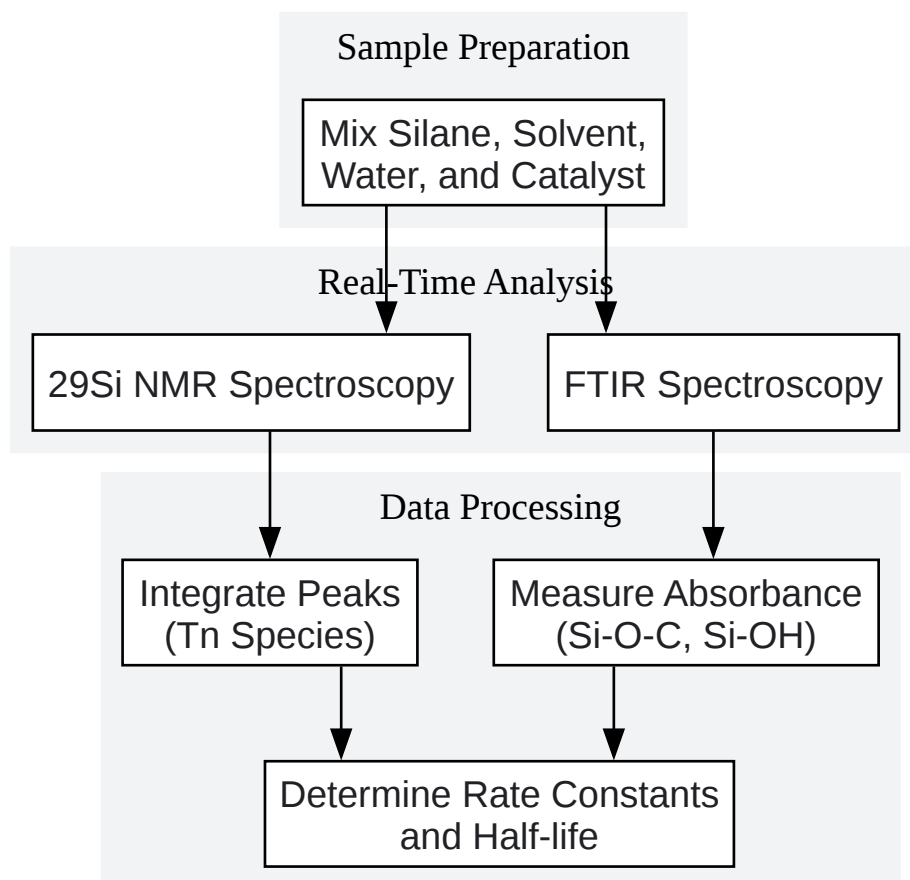 Sample Preparation
Mix Silane, Solvent,
Water, and Catalyst
Real-Time Analysis
29Si NMR Spectroscopy
FTIR Spectroscopy
Data Processing
Integrate Peaks
(Tn Species)
Measure Absorbance
(Si-O-C, Si-OH)
Determine Rate Constants
and Half-life